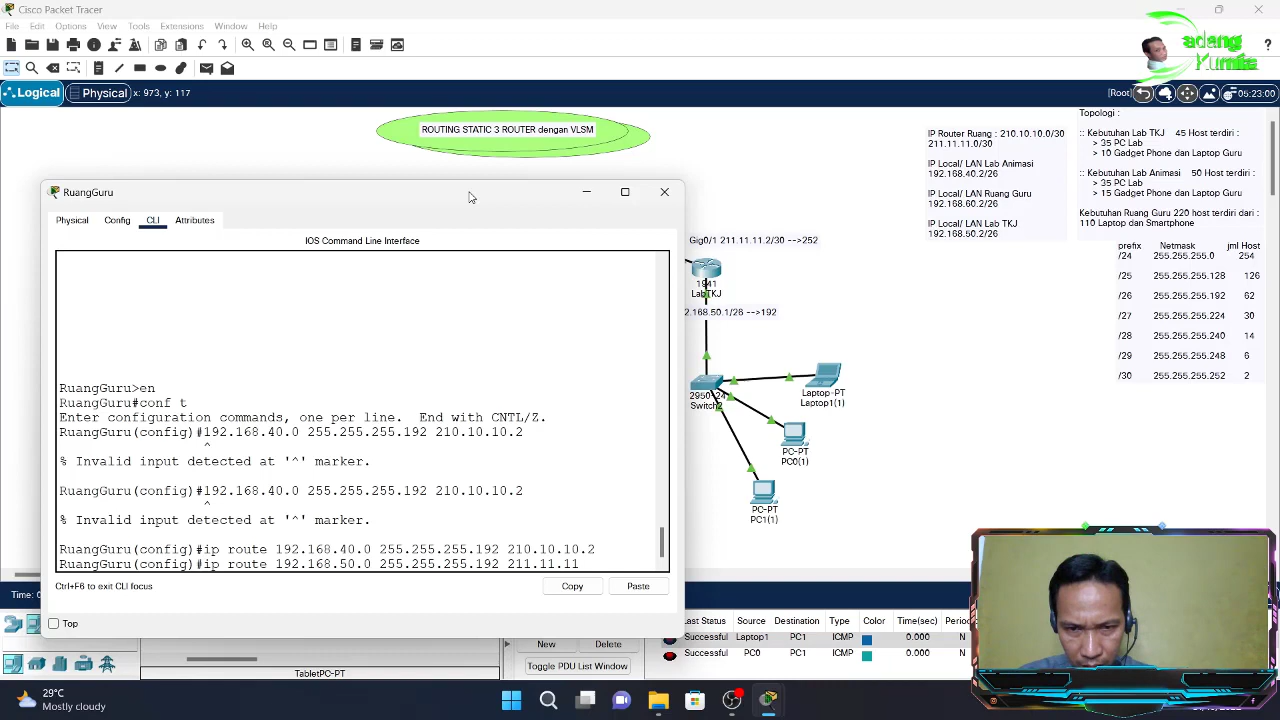 Cisco Packet Tracer
File Edit Options View Tools Extensions Window Help
adang
Kurnia
Logical Physical x: 973, y: 117
[Root] 05:23:00
ROUTING STATIC 3 ROUTER dengan VLSM
IP Router Ruang : 210.10.10.0/30
211.11.11.0/30
IP Local/ LAN Lab Animasi
192.168.40.2/26
IP Local/ LAN Ruang Guru
192.168.60.2/26
IP Local/ LAN Lab TKJ
192.168.50.2/26
Topologi :
:: Kebutuhan Lab TKJ 45 Host terdiri :
> 35 PC Lab
> 10 Gadget Phone dan Laptop Guru
:: Kebutuhan Lab Animasi 50 Host terdiri :
> 35 PC Lab
> 15 Gadget Phone dan Laptop Guru
Kebutuhan Ruang Guru 220 host terdiri dari :
110 Laptop dan Smartphone
prefix Netmask jml Host
/24 255.255.255.0 254
/25 255.255.255.128 126
/26 255.255.255.192 62
/27 255.255.255.224 30
/28 255.255.255.240 14
/29 255.255.255.248 6
/30 255.255.255.252 2
Gig0/1 211.11.11.2/30 -->252
1941
LabTKJ
2.168.50.1/26 -->192
2950-24
Switch2
Laptop-PT
Laptop1(1)
PC-PT
PC0(1)
PC-PT
PC1(1)
RuangGuru
Physical Config CLI Attributes
IOS Command Line Interface
RuangGuru>en
RuangGuru#conf t
Enter configuration commands, one per line. End with CNTL/Z.
RuangGuru(config)#192.168.40.0 255.255.255.192 210.10.10.2
^
% Invalid input detected at '^' marker.
RuangGuru(config)#192.168.40.0 255.255.255.192 210.10.10.2
^
% Invalid input detected at '^' marker.
RuangGuru(config)#ip route 192.168.40.0 255.255.255.192 210.10.10.2
RuangGuru(config)#ip route 192.168.50.0 255.255.255.192 211.11.11
Ctrl+F6 to exit CLI focus
Copy Paste
Top
Time: 0
New Delete
Toggle PDU List Window
TabletPC-PT
Last Status Source Destination Type Color Time(sec) Period
Successful Laptop1 PC1 ICMP 0.000 N
Successful PC0 PC1 ICMP 0.000 N
29°C
Mostly cloudy